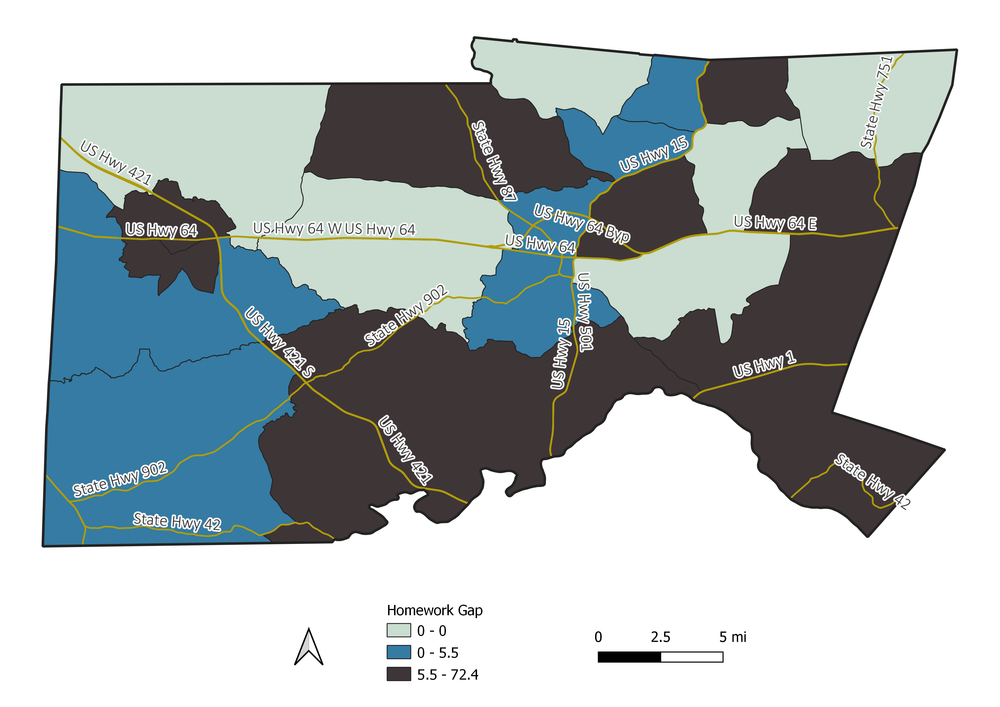 State Hwy 751
US Hwy 421
State Hwy 87
US Hwy 15
US Hwy 64
US Hwy 64 W US Hwy 64
US Hwy 64 Byp
US Hwy 64 E
US Hwy 64
State Hwy 902
US Hwy 501
US Hwy 421 S
US Hwy 15
US Hwy 1
US Hwy 421
State Hwy 902
State Hwy 42
State Hwy 42
Homework Gap
0 - 0
0 - 5.5
5.5 - 72.4
0 2.5 5 mi